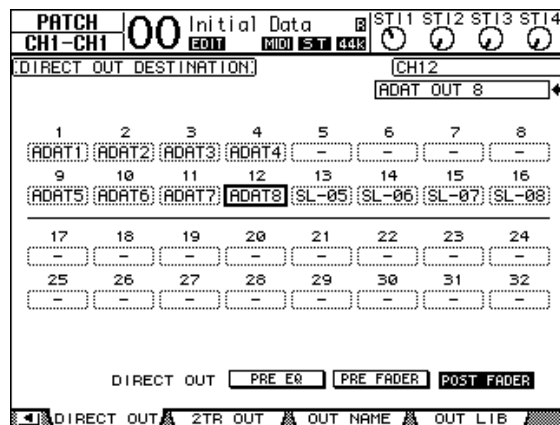 PATCH
CH1-CH1
00 Initial Data R
EDIT MIDI ST 44k
ST11 ST12 ST13 ST14
DIRECT OUT DESTINATION
CH12
ADAT OUT 8
1 2 3 4 5 6 7 8
ADAT1 ADAT2 ADAT3 ADAT4 - - - -
9 10 11 12 13 14 15 16
ADAT5 ADAT6 ADAT7 ADAT8 SL-05 SL-06 SL-07 SL-08
17 18 19 20 21 22 23 24
- - - - - - - -
25 26 27 28 29 30 31 32
- - - - - - - -
DIRECT OUT PRE EQ PRE FADER POST FADER
DIRECT OUT 2TR OUT OUT NAME OUT LIB